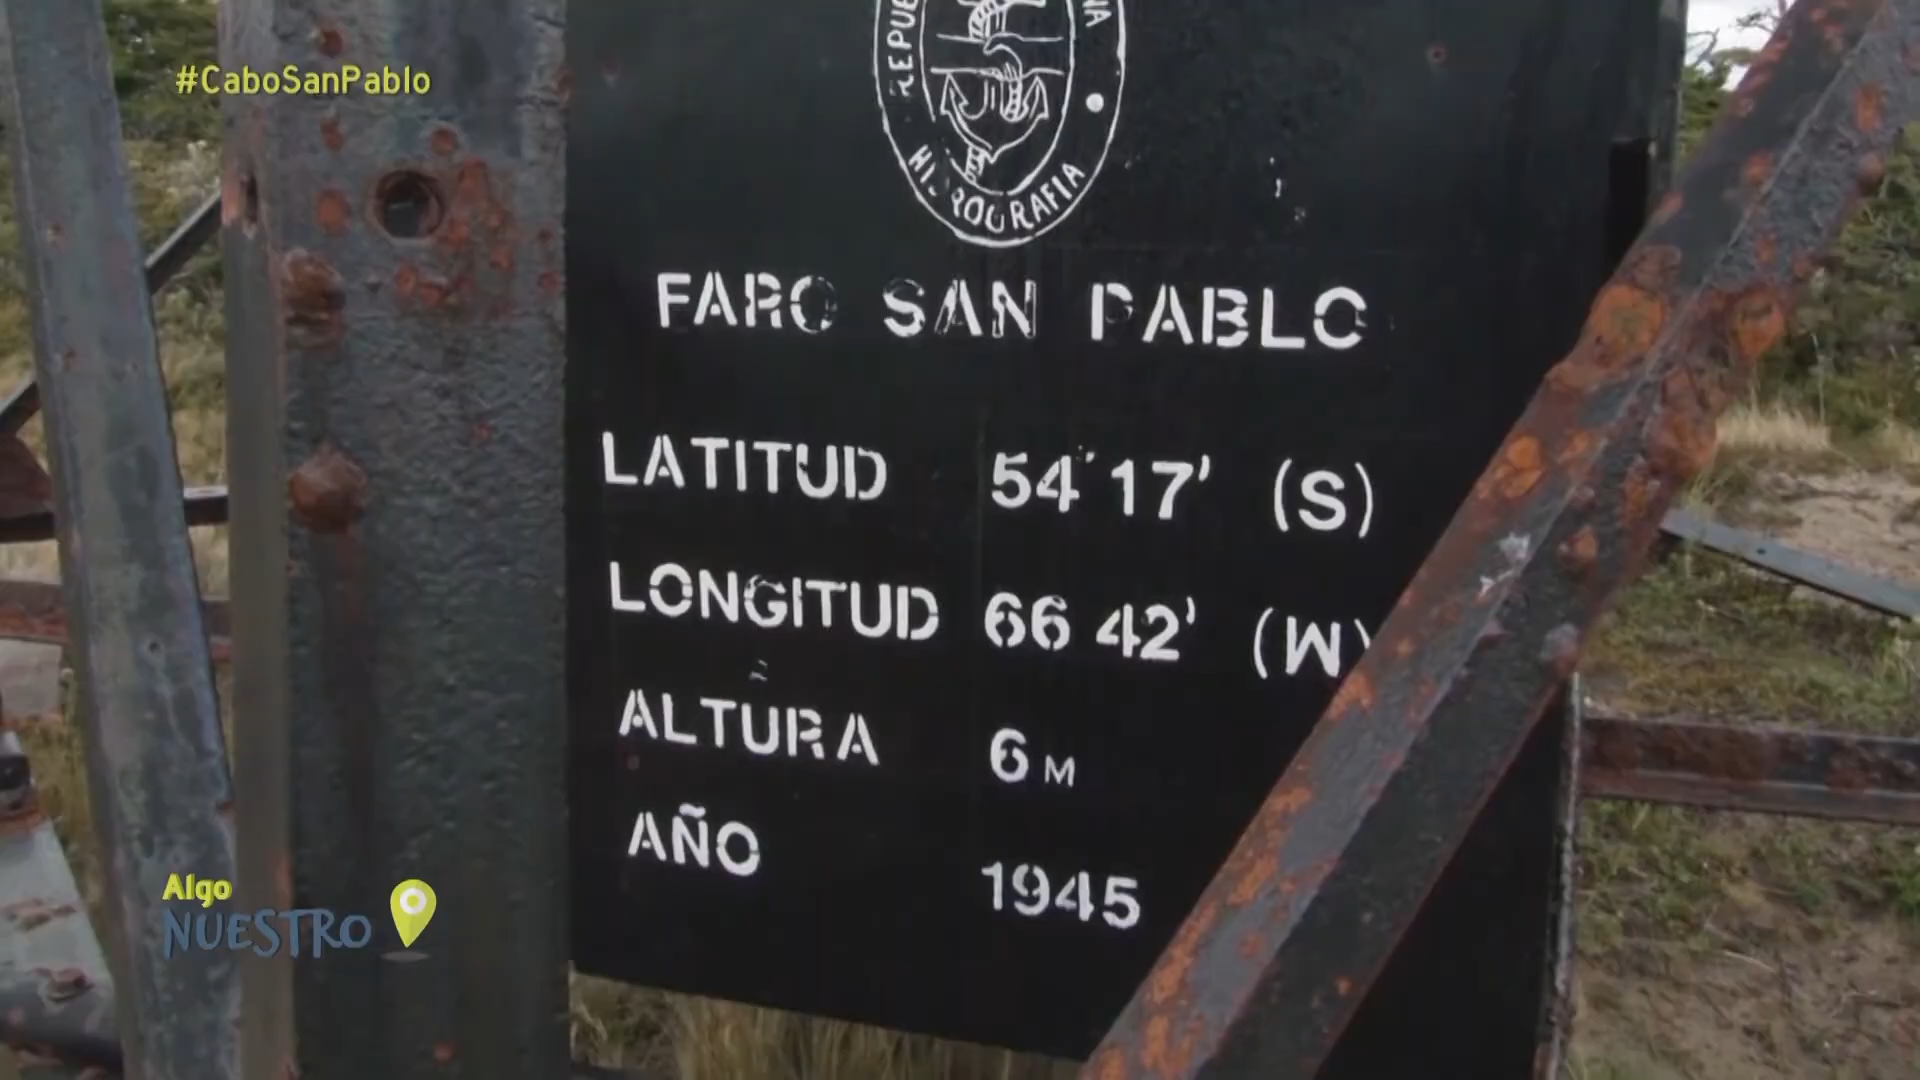 #CaboSanPablo
HIDROGRAFIA
FARO SAN PABLO
LATITUD 54°17' (S)
LONGITUD 66 42' (W)
ALTURA 6 M
AÑO 1945
Algo
NUESTRO